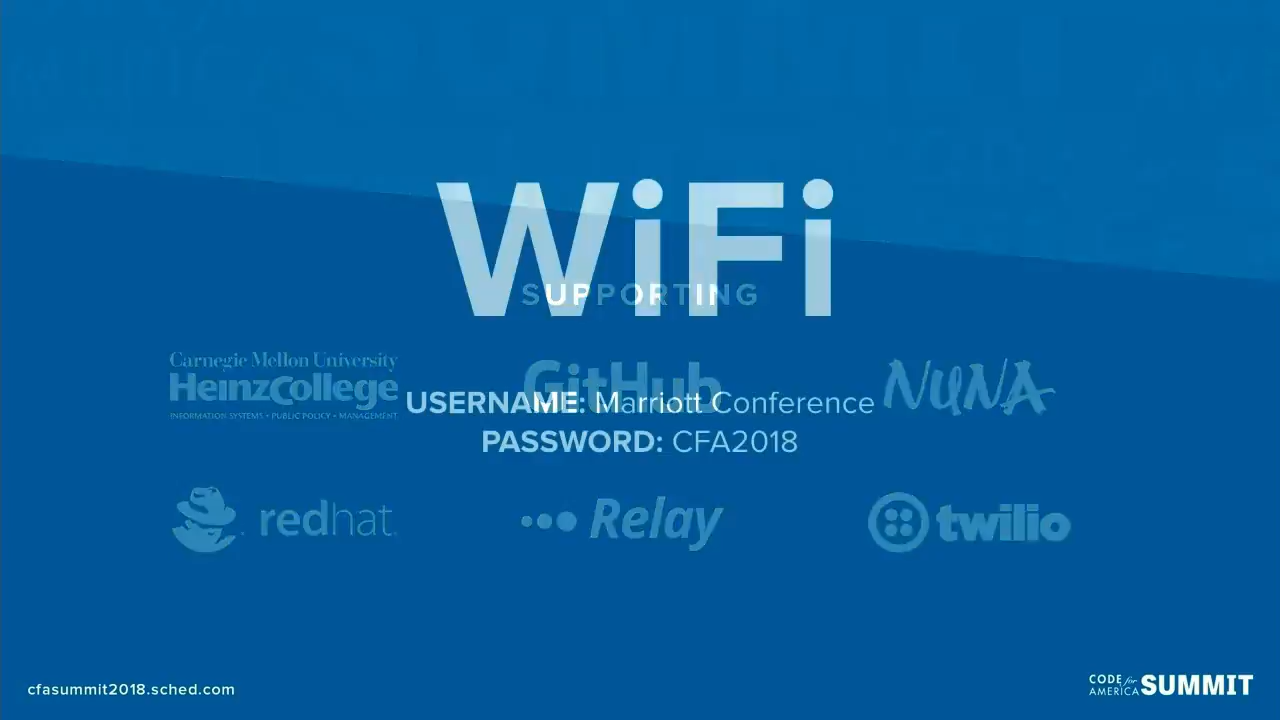 WiFi
SUPPORTING
Carnegie Mellon University
HeinzCollege
INFORMATION SYSTEMS • PUBLIC POLICY • MANAGEMENT
GitHub
NUNA
USERNAME: Marriott Conference
PASSWORD: CFA2018
redhat.
Relay
twilio
cfasummit2018.sched.com
CODE for AMERICA SUMMIT